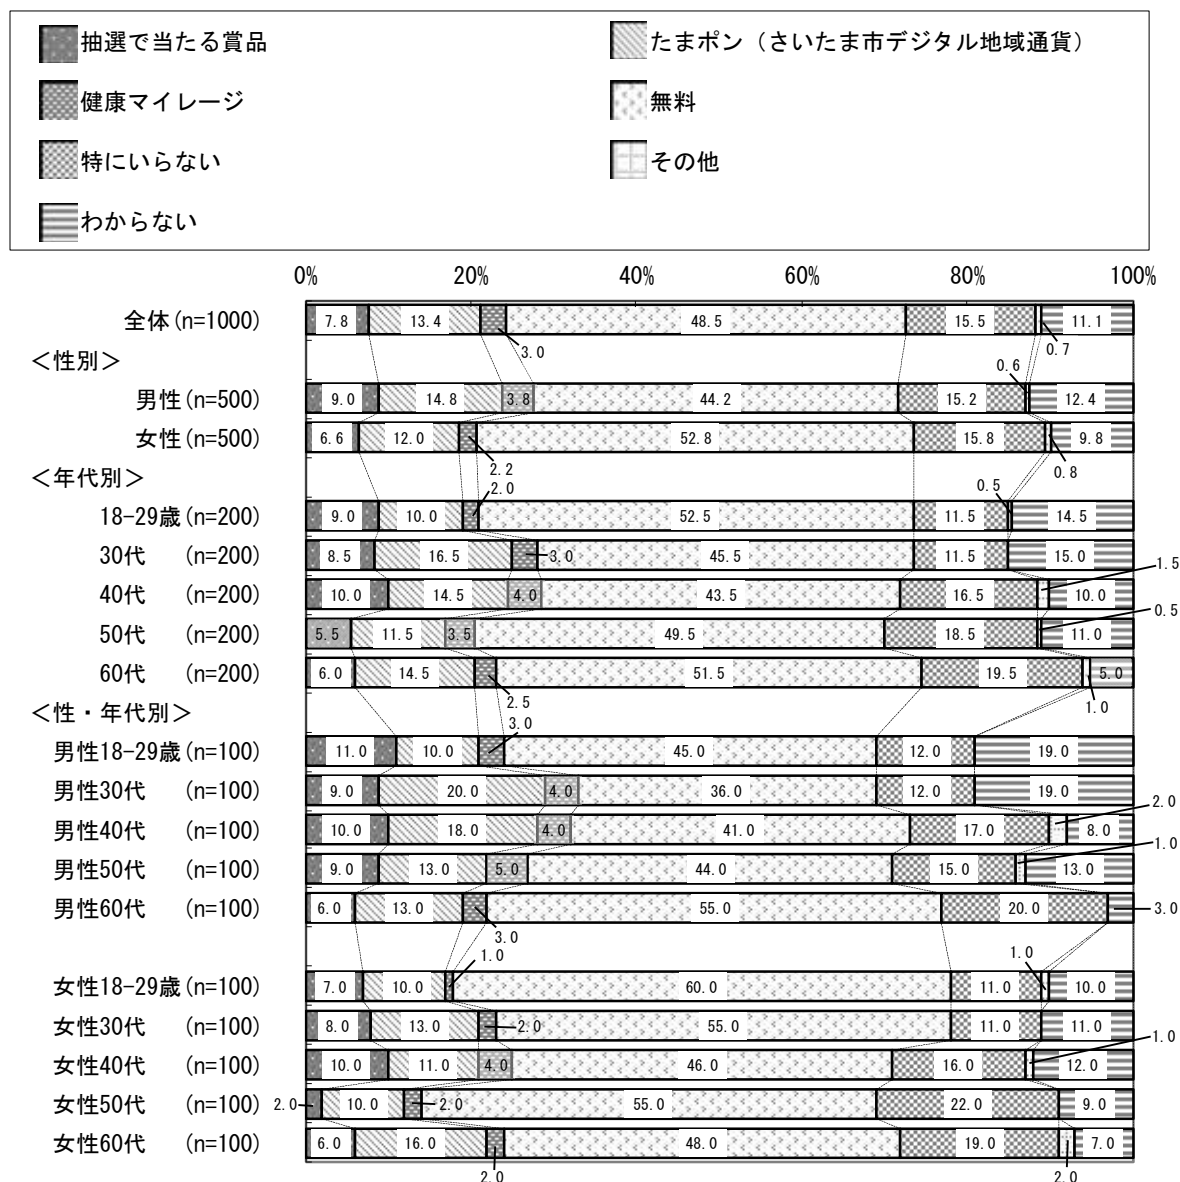 抽選で当たる賞品 たまポン（さいたま市デジタル地域通貨）
健康マイレージ 無料
特にいらない その他
わからない
0% 20% 40% 60% 80% 100%
全体(n=1000) 7.8 13.4 3.0 48.5 15.5 0.7 11.1
＜性別＞
男性(n=500) 9.0 14.8 3.8 44.2 15.2 0.6 12.4
女性(n=500) 6.6 12.0 2.2 52.8 15.8 0.8 9.8
＜年代別＞
18-29歳(n=200) 9.0 10.0 2.0 52.5 11.5 0.5 14.5
30代 (n=200) 8.5 16.5 3.0 45.5 11.5 15.0
40代 (n=200) 10.0 14.5 4.0 43.5 16.5 1.5 10.0
50代 (n=200) 5.5 11.5 3.5 49.5 18.5 0.5 11.0
60代 (n=200) 6.0 14.5 2.5 51.5 19.5 1.0 5.0
＜性・年代別＞
男性18-29歳(n=100) 11.0 10.0 3.0 45.0 12.0 19.0
男性30代 (n=100) 9.0 20.0 4.0 36.0 12.0 19.0
男性40代 (n=100) 10.0 18.0 4.0 41.0 17.0 2.0 8.0
男性50代 (n=100) 9.0 13.0 5.0 44.0 15.0 1.0 13.0
男性60代 (n=100) 6.0 13.0 3.0 55.0 20.0 3.0
女性18-29歳(n=100) 7.0 10.0 1.0 60.0 11.0 1.0 10.0
女性30代 (n=100) 8.0 13.0 2.0 55.0 11.0 11.0
女性40代 (n=100) 10.0 11.0 4.0 46.0 16.0 1.0 12.0
女性50代 (n=100) 2.0 10.0 2.0 55.0 22.0 9.0
女性60代 (n=100) 6.0 16.0 2.0 48.0 19.0 2.0 7.0